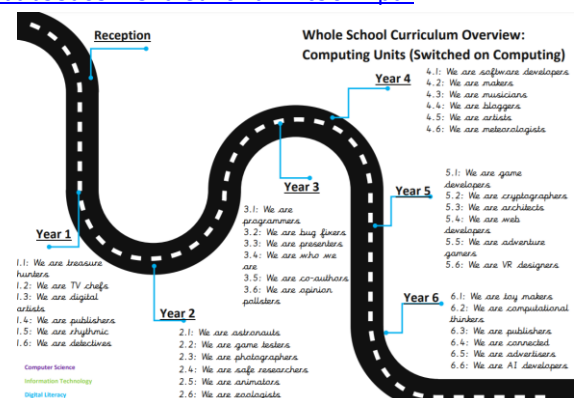 Reception
Whole School Curriculum Overview:
Computing Units (Switched on Computing)
Year 4
4.1: We are software developers
4.2: We are makers
4.3: We are musicians
4.4: We are bloggers
4.5: We are artists
4.6: We are meteorologists
Year 3
3.1: We are
programmers
3.2: We are bug fixers
3.3: We are presenters
3.4: We are who we
are
3.5: We are co-authors
3.6: We are opinion
pollsters
Year 5
5.1: We are game
developers
5.2: We are cryptographers
5.3: We are architects
5.4: We are web
developers
5.5: We are adventure
gamers
5.6: We are VR designers
Year 1
1.1: We are treasure
hunters
1.2: We are TV chefs
1.3: We are digital
artists
1.4: We are publishers
1.5: We are rhythmic
1.6: We are detectives
Year 2
2.1: We are astronauts
2.2: We are game testers
2.3: We are photographers
2.4: We are safe researchers
2.5: We are animators
2.6: We are zoologists
Year 6
6.1: We are toy makers
6.2: We are computational
thinkers
6.3: We are publishers
6.4: We are connected
6.5: We are advertisers
6.6: We are AI developers
Computer Science
Information Technology
Digital Literacy